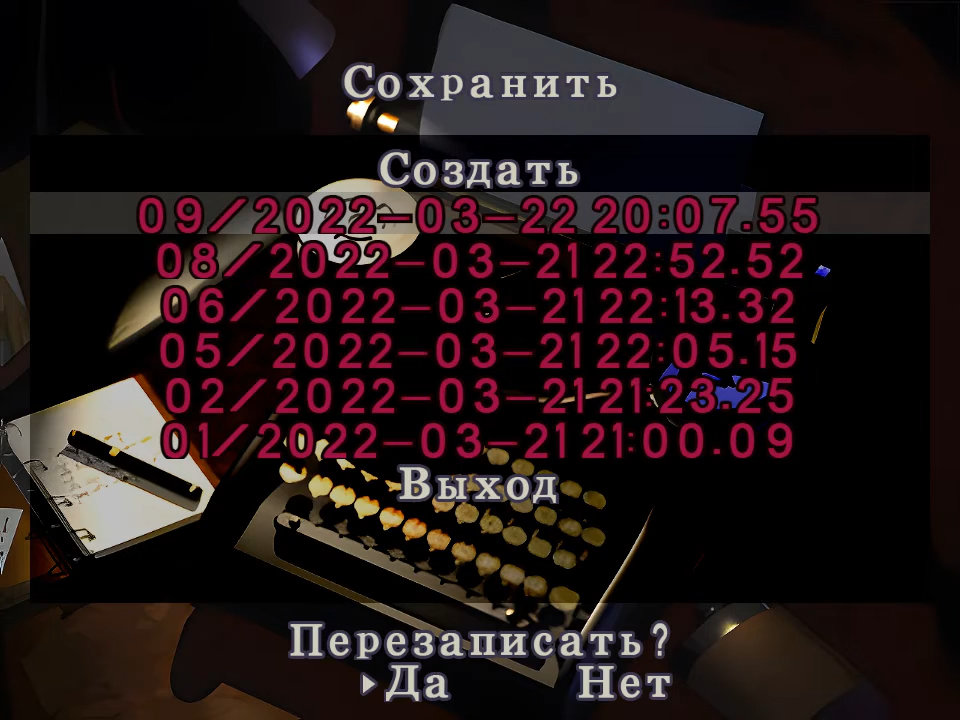 Сохранить
Создать
09/2022-03-22 20:07.55
08/2022-03-21 22:52.52
06/2022-03-21 22:13.32
05/2022-03-21 22:05.15
02/2022-03-21 21:23.25
01/2022-03-21 21:00.09
Выход
Перезаписать?
▸Да Нет